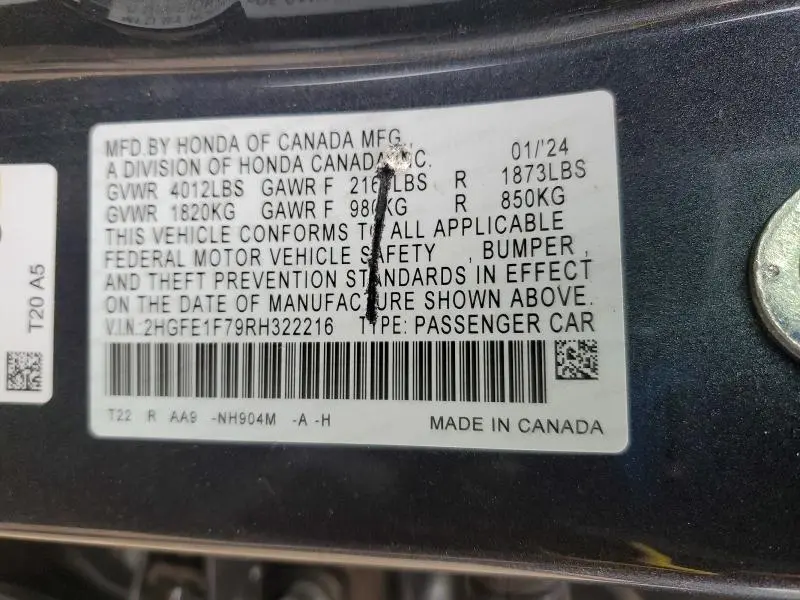 MFD.BY HONDA OF CANADA MFG. 01/'24
A DIVISION OF HONDA CANADA INC.
GVWR 4012LBS GAWR F LBS R 1873LBS
GVWR 1820KG GAWR F 980KG R 850KG
THIS VEHICLE CONFORMS TO ALL APPLICABLE
FEDERAL MOTOR VEHICLE SAFETY , BUMPER ,
AND THEFT PREVENTION STANDARDS IN EFFECT
ON THE DATE OF MANUFACTURE SHOWN ABOVE.
V.I.N.:2HGFE1F79RH322216 TYPE: PASSENGER CAR
T22 R AA9 -NH904M -A -H MADE IN CANADA
T20 A5